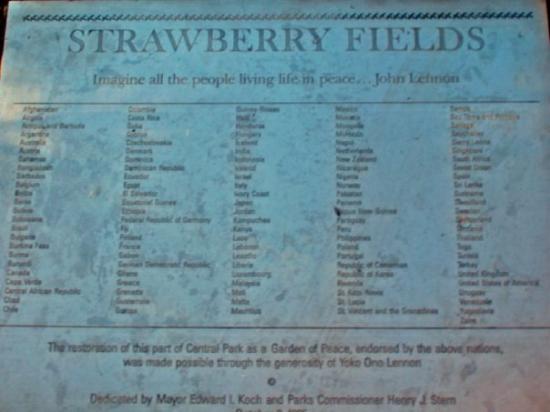 STRAWBERRY FIELDS
Imagine all the people living life in peace... John Lennon
Afghanistan
Angola
Antigua and Barbuda
Argentina
Australia
Austria
Bahamas
Bangladesh
Barbados
Belgium
Belize
Benin
Bolivia
Botswana
Brazil
Bulgaria
Burkina Faso
Burma
Burundi
Canada
Cape Verde
Central African Republic
Chad
Chile
Colombia
Costa Rica
Cuba
Cyprus
Czechoslovakia
Denmark
Dominica
Dominican Republic
Ecuador
Egypt
El Salvador
Equatorial Guinea
Ethiopia
Federal Republic of Germany
Fiji
Finland
France
Gabon
German Democratic Republic
Ghana
Greece
Grenada
Guatemala
Guinea-Bissau
Haiti
Honduras
Hungary
Iceland
India
Indonesia
Ireland
Israel
Italy
Ivory Coast
Japan
Jordan
Kampuchea
Kenya
Laos
Lebanon
Lesotho
Liberia
Luxembourg
Malaysia
Mali
Malta
Mauritius
Mexico
Monaco
Mongolia
Morocco
Nepal
Netherlands
New Zealand
Nicaragua
Nigeria
Norway
Pakistan
Panama
Papua New Guinea
Paraguay
Peru
Philippines
Poland
Portugal
Republic of Cameroon
Republic of Korea
Rwanda
St. Kitts Nevis
St. Lucia
St. Vincent and the Grenadines
Samoa
Sao Tome and Principe
Senegal
Seychelles
Sierra Leone
Singapore
South Africa
Soviet Union
Spain
Sri Lanka
Suriname
Swaziland
Sweden
Switzerland
Thailand
Togo
Tunisia
Turkey
United Kingdom
United States of America
Uruguay
Venezuela
Yugoslavia
Zaire
The restoration of this part of Central Park as a Garden of Peace, endorsed by the above nations,
was made possible through the generosity of Yoko Ono Lennon
Dedicated by Mayor Edward I. Koch and Parks Commissioner Henry J. Stern